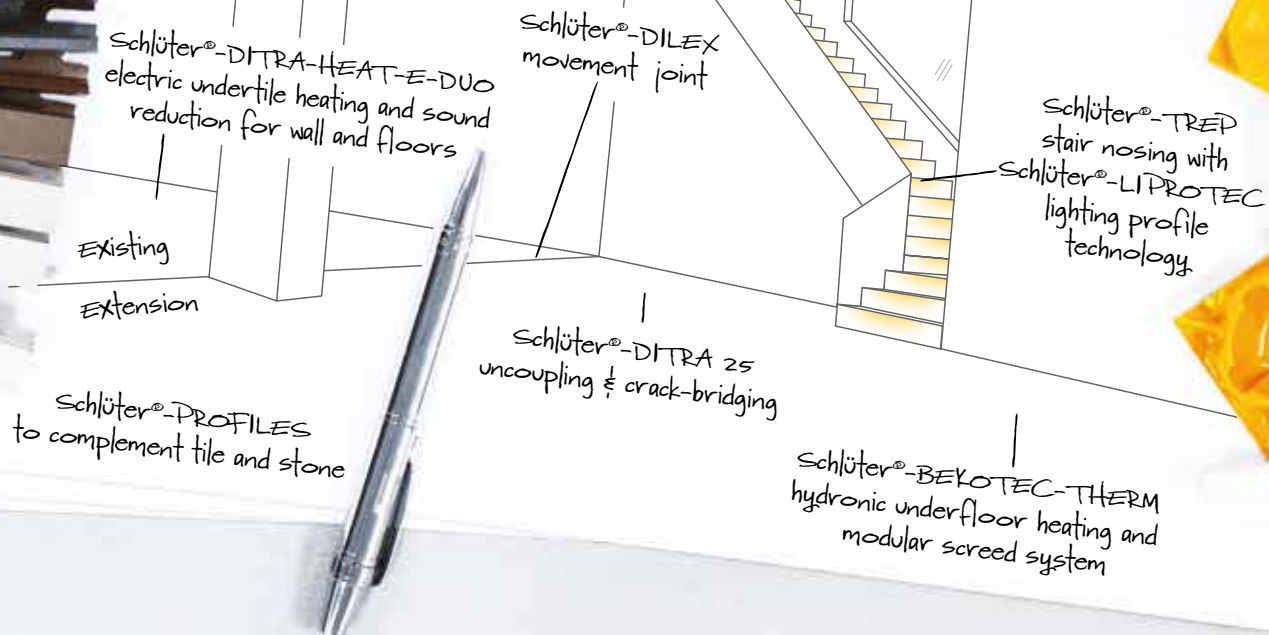 Schlüter®-DITRA-HEAT-E-DUO
electric undertile heating and sound
reduction for wall and floors
Schlüter®-DILEX
movement joint
Schlüter®-TREP
stair nosing with
Schlüter®-LIPROTEC
lighting profile
technology
Existing
Extension
Schlüter®-DITRA 25
uncoupling & crack-bridging
Schlüter®-PROFILES
to complement tile and stone
Schlüter®-BEKOTEC-THERM
hydronic underfloor heating and
modular screed system